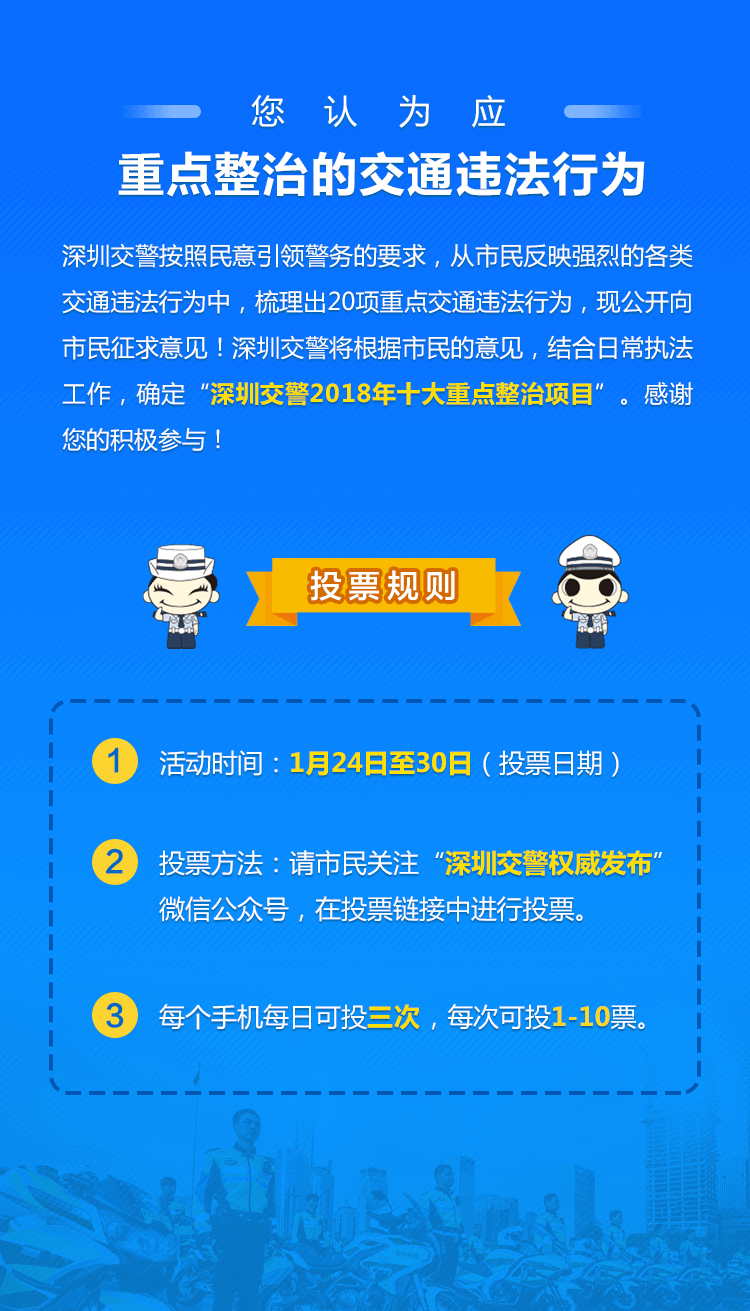 您认为应
重点整治的交通违法行为
深圳交警按照民意引领警务的要求，从市民反映强烈的各类
交通违法行为中，梳理出20项重点交通违法行为，现公开向
市民征求意见！深圳交警将根据市民的意见，结合日常执法
工作，确定“深圳交警2018年十大重点整治项目”。感谢
您的积极参与！
投票规则
1 活动时间：1月24日至30日（投票日期）
2 投票方法：请市民关注“深圳交警权威发布”
微信公众号，在投票链接中进行投票。
3 每个手机每日可投三次，每次可投1-10票。